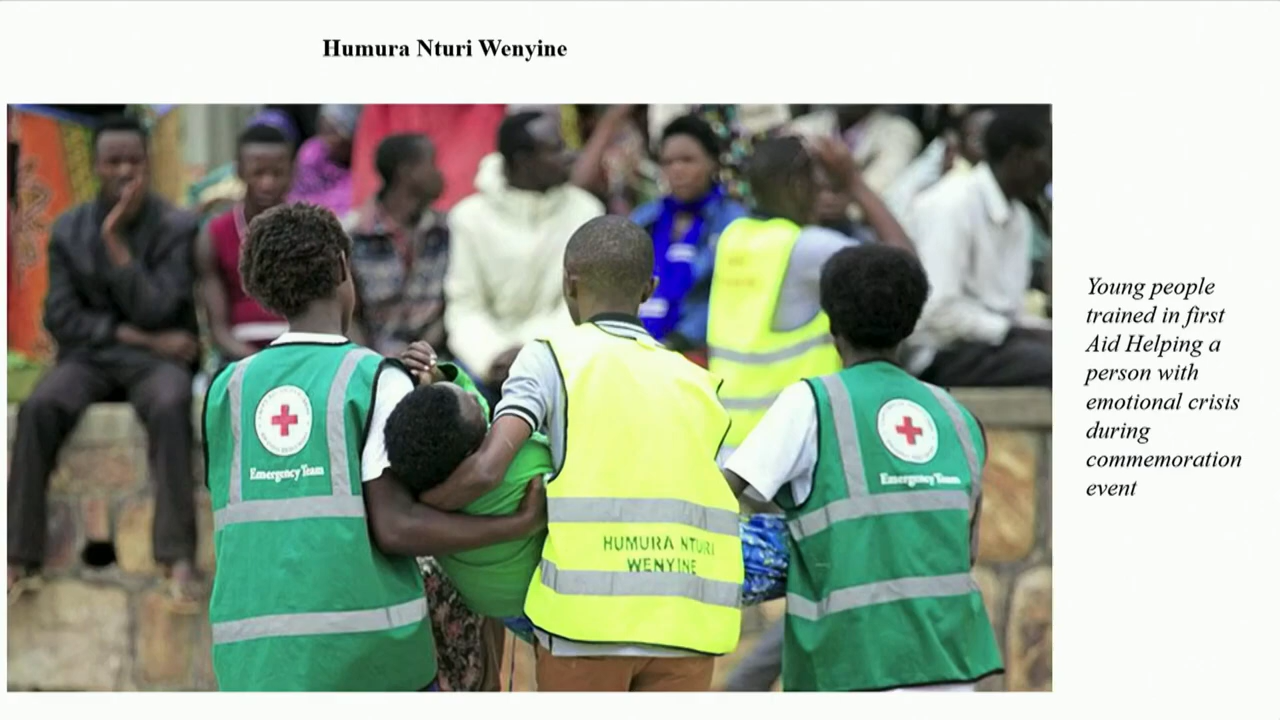 Humura Nturi Wenyine
Emergency Team
HUMURA NTURI
WENYINE
Emergency Team
Young people
trained in first
Aid Helping a
person with
emotional crisis
during
commemoration
event